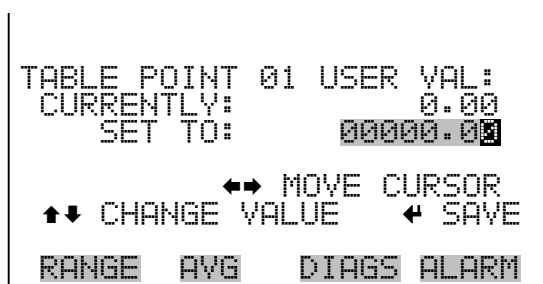 TABLE POINT 01 USER VAL:
CURRENTLY: 0.00
SET TO: 00000.00
←→ MOVE CURSOR
↑↓ CHANGE VALUE ↵ SAVE
RANGE AVG DIAGS ALARM